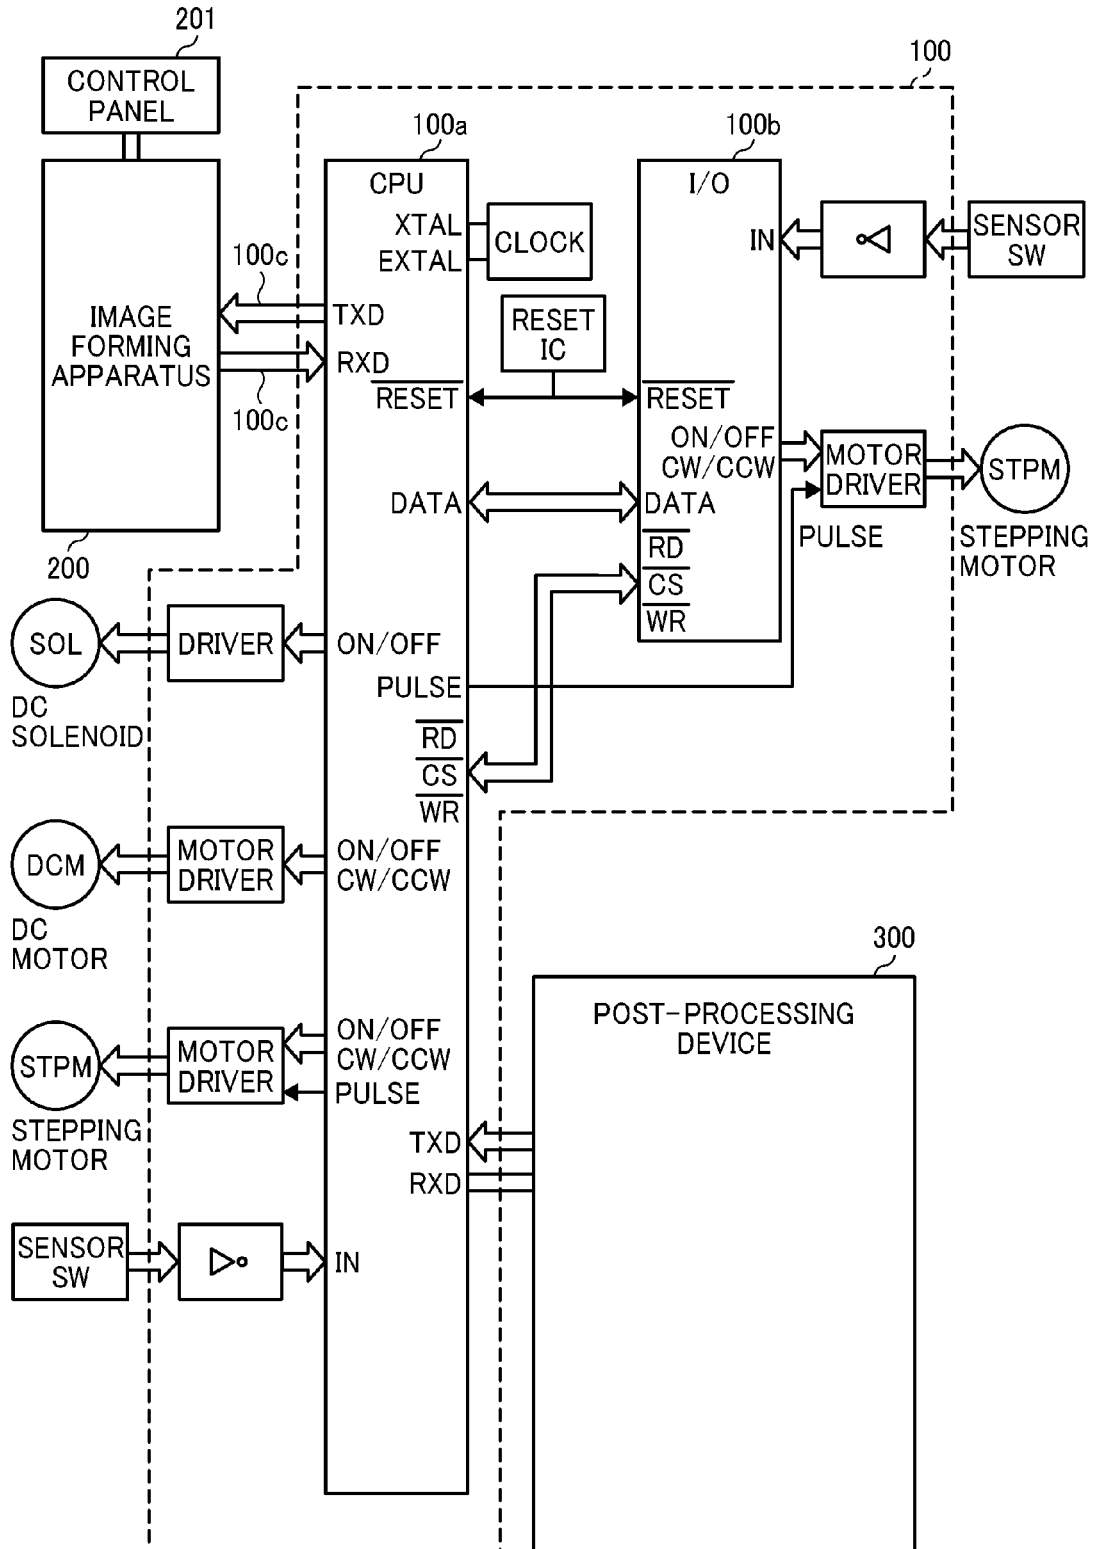 201
CONTROL
PANEL
100
100a
100b
CPU
I/O
XTAL
EXTAL
CLOCK
IN
SENSOR
SW
100c
TXD
RXD
100c
IMAGE
FORMING
APPARATUS
200
RESET
IC
RESET
RESET
ON/OFF
CW/CCW
MOTOR
DRIVER
STPM
DATA
DATA
PULSE
STEPPING
MOTOR
RD
CS
WR
SOL
DRIVER
ON/OFF
DC
SOLENOID
PULSE
RD
CS
WR
DCM
MOTOR
DRIVER
ON/OFF
CW/CCW
DC
MOTOR
300
POST-PROCESSING
DEVICE
STPM
MOTOR
DRIVER
ON/OFF
CW/CCW
PULSE
STEPPING
MOTOR
TXD
RXD
SENSOR
SW
IN